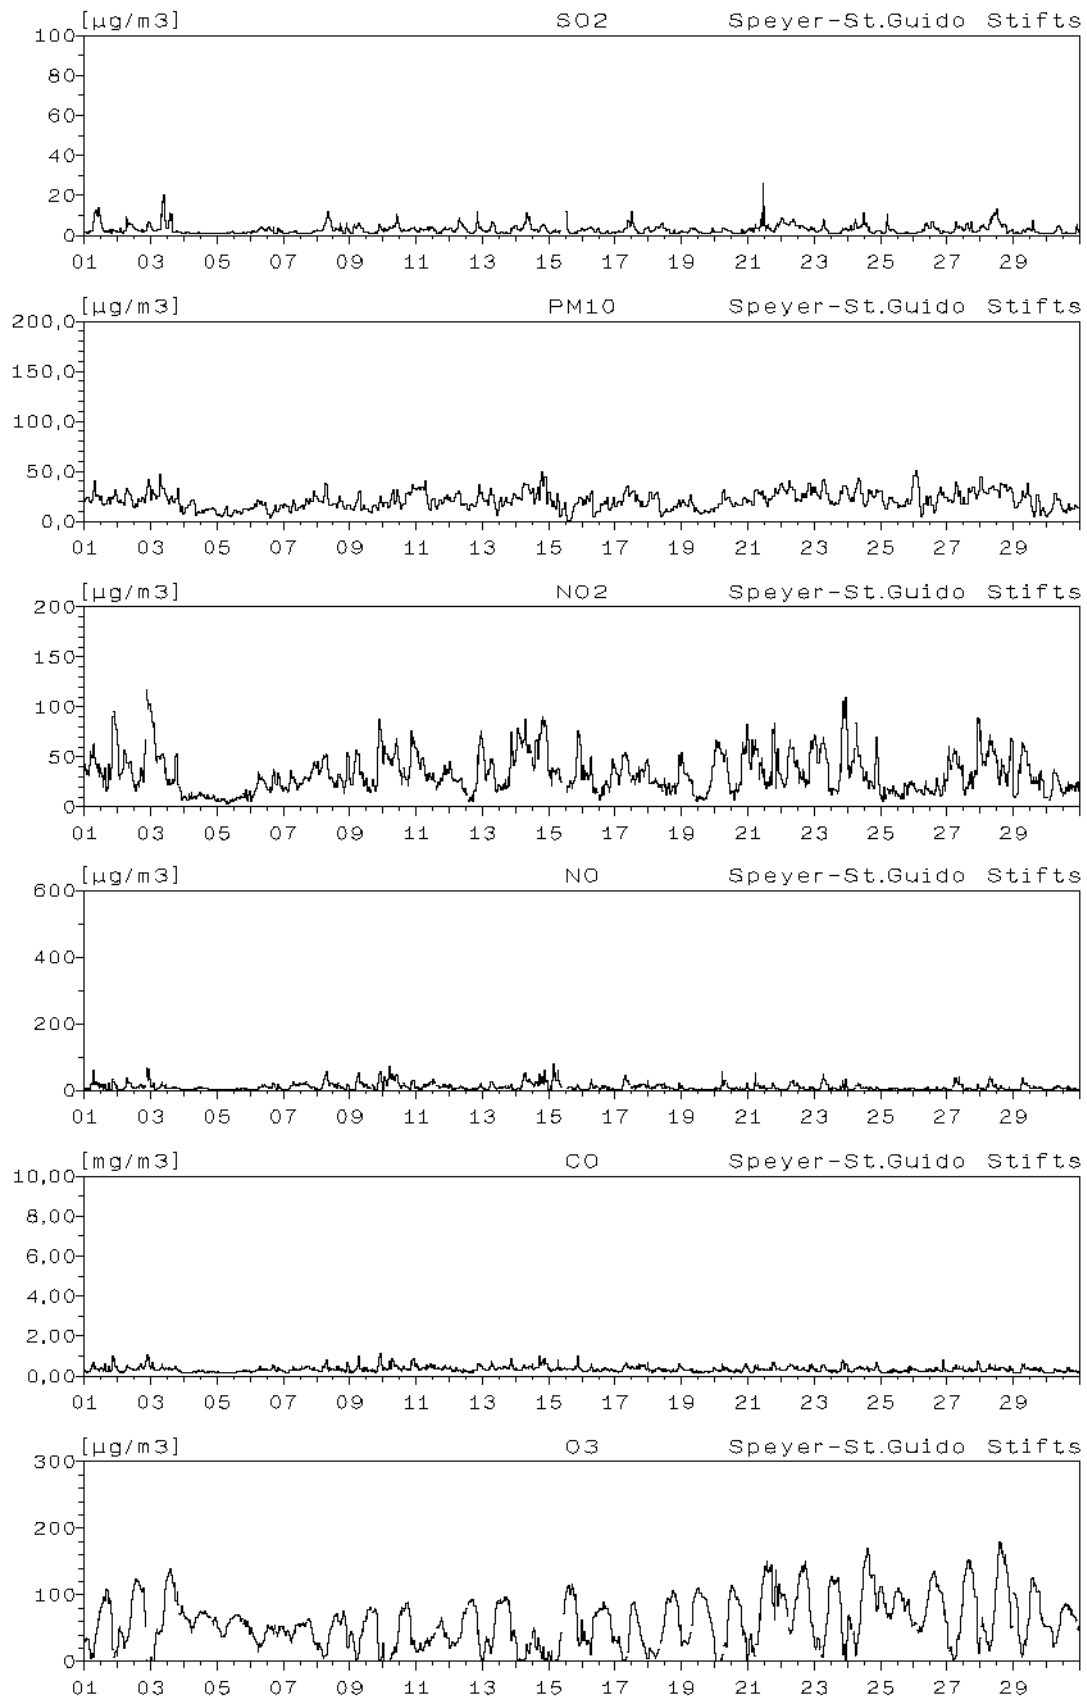 [µg/m3] SO2 Speyer-St.Guido Stifts
100
80
60
40
20
0
01 03 05 07 09 11 13 15 17 19 21 23 25 27 29
[µg/m3] PM10 Speyer-St.Guido Stifts
200,0
150,0
100,0
50,0
0,0
01 03 05 07 09 11 13 15 17 19 21 23 25 27 29
[µg/m3] NO2 Speyer-St.Guido Stifts
200
150
100
50
0
01 03 05 07 09 11 13 15 17 19 21 23 25 27 29
[µg/m3] NO Speyer-St.Guido Stifts
600
400
200
0
01 03 05 07 09 11 13 15 17 19 21 23 25 27 29
[mg/m3] CO Speyer-St.Guido Stifts
10,00
8,00
6,00
4,00
2,00
0,00
01 03 05 07 09 11 13 15 17 19 21 23 25 27 29
[µg/m3] O3 Speyer-St.Guido Stifts
300
200
100
0
01 03 05 07 09 11 13 15 17 19 21 23 25 27 29